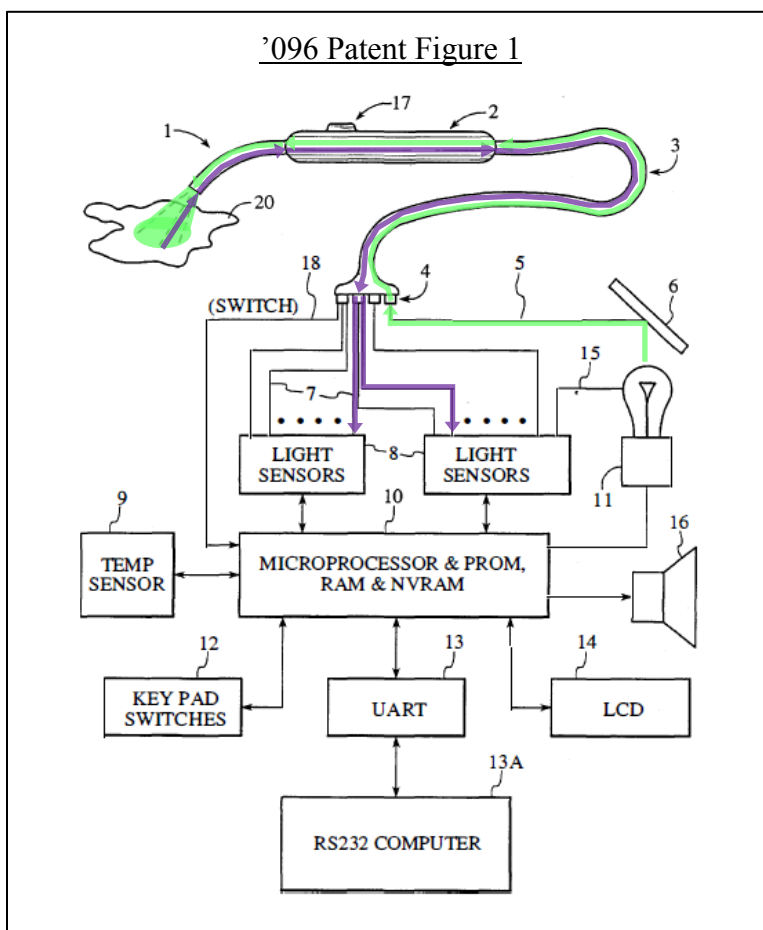 ’096 Patent Figure 1
17
2
1
3
20
18
4
5
6
(SWITCH)
15
7
8
LIGHT
SENSORS
LIGHT
SENSORS
11
9
10
16
TEMP
SENSOR
MICROPROCESSOR & PROM,
RAM & NVRAM
12
13
14
KEY PAD
SWITCHES
UART
LCD
13A
RS232 COMPUTER